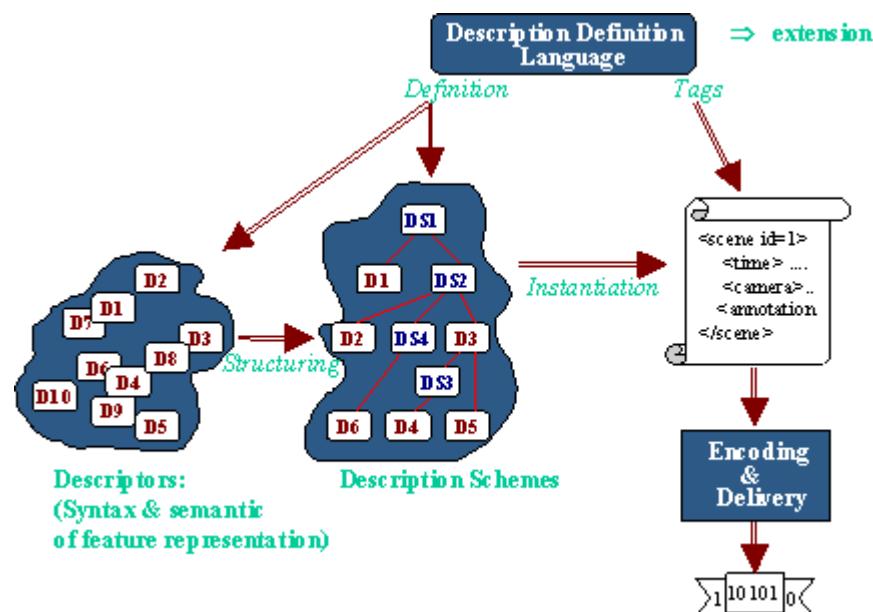 Description Definition
Language
⇒ extension
Definition
Tags
DS1
D1
DS2
D2
DS4
D3
DS3
D6
D4
D5
Instantiation
<scene id=1>
<time> ....
<camera>..
<annotation
</scene>
D2
D1
D7
D3
D8
D6
D4
D10
D9
D5
Structuring
Descriptors:
(Syntax & semantic
of feature representation)
Description Schemes
Encoding
&
Delivery
1 10 101 0